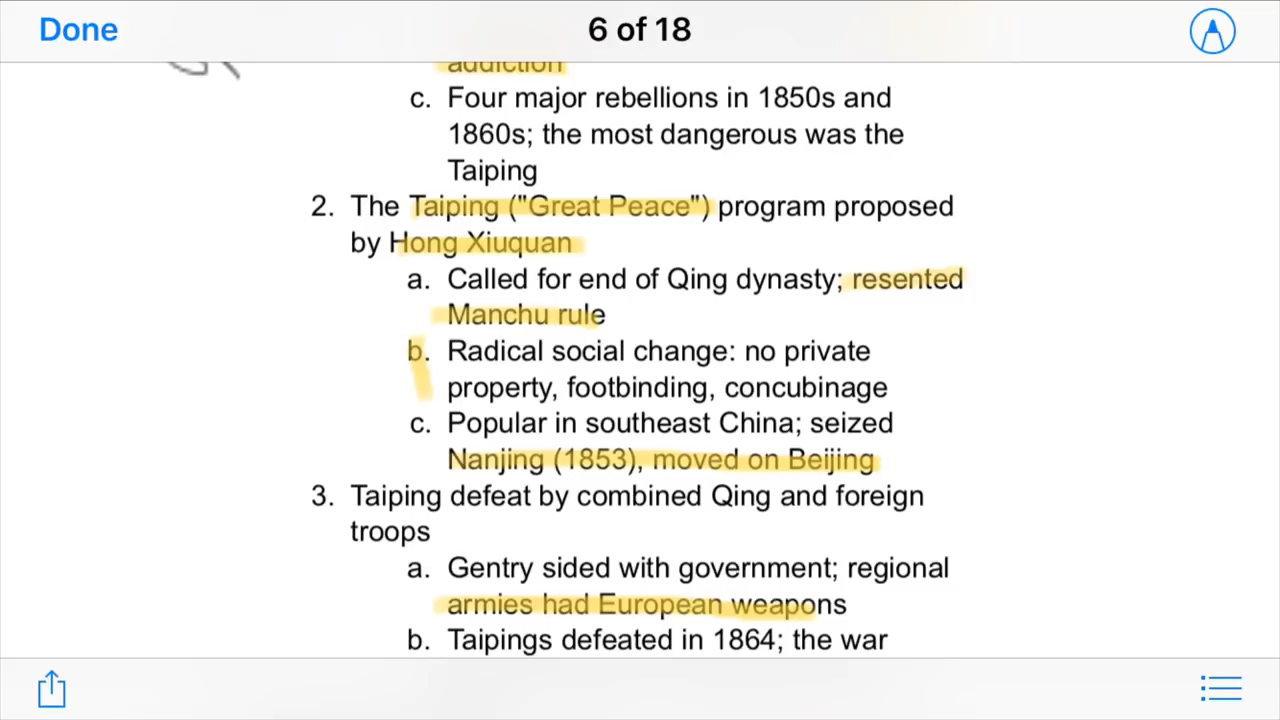 Done
6 of 18
addiction
c. Four major rebellions in 1850s and
1860s; the most dangerous was the
Taiping
2. The Taiping ("Great Peace") program proposed
by Hong Xiuquan
a. Called for end of Qing dynasty; resented
Manchu rule
b. Radical social change: no private
property, footbinding, concubinage
c. Popular in southeast China; seized
Nanjing (1853), moved on Beijing
3. Taiping defeat by combined Qing and foreign
troops
a. Gentry sided with government; regional
armies had European weapons
b. Taipings defeated in 1864; the war